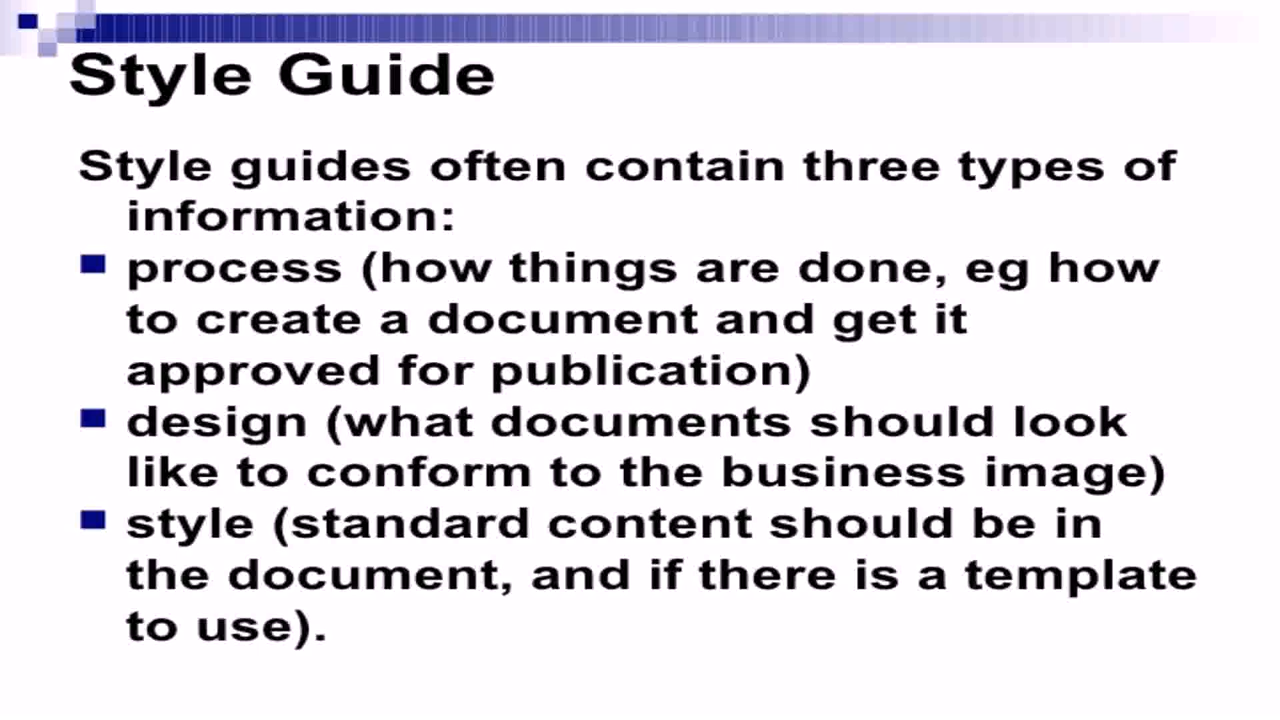 Style Guide
Style guides often contain three types of
information:
process (how things are done, eg how
to create a document and get it
approved for publication)
design (what documents should look
like to conform to the business image)
style (standard content should be in
the document, and if there is a template
to use).